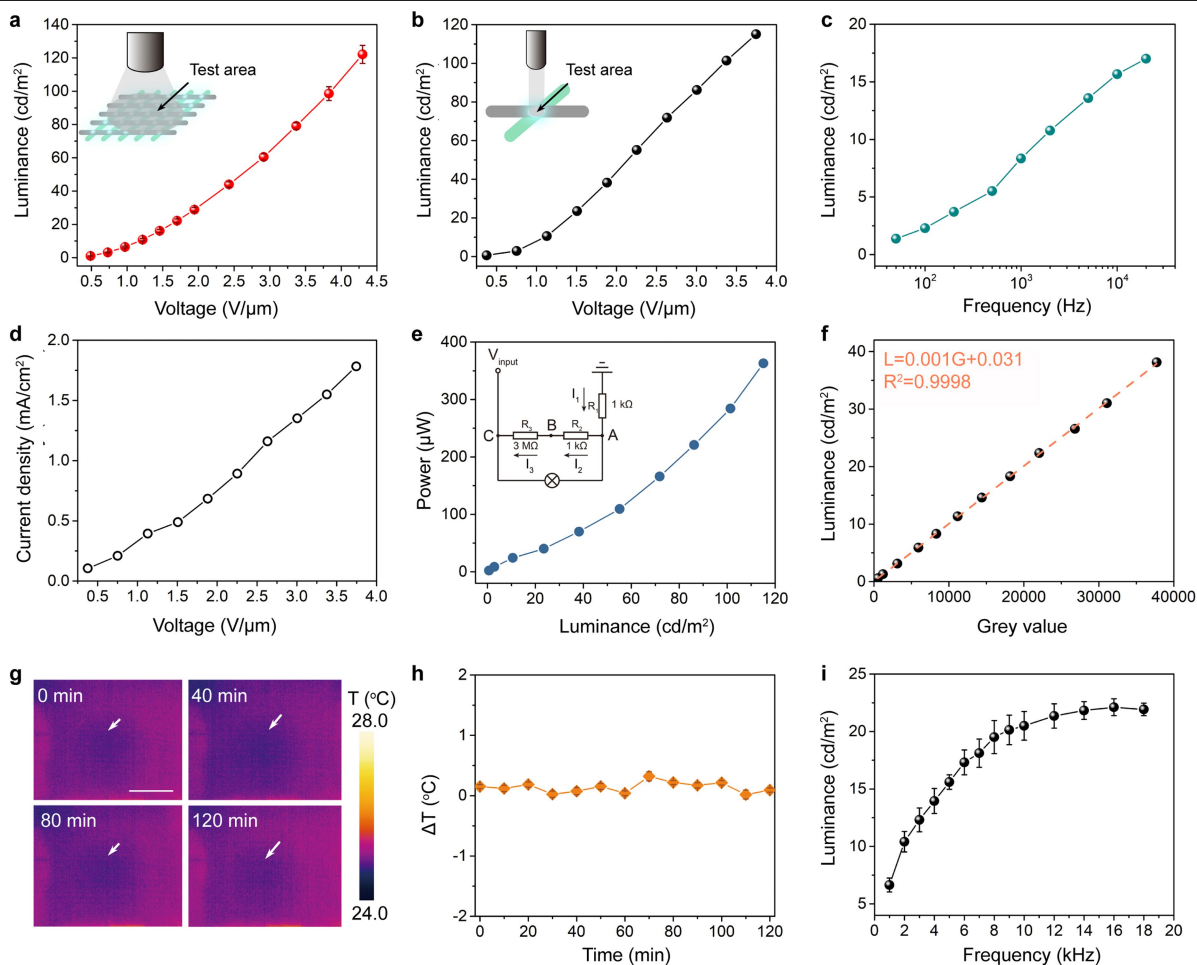 a
Luminance (cd/m²)
140
120
100
80
60
40
20
0
Test area
0.5 1.0 1.5 2.0 2.5 3.0 3.5 4.0 4.5
Voltage (V/μm)
b
Luminance (cd/m²)
120
100
80
60
40
20
0
Test area
0.5 1.0 1.5 2.0 2.5 3.0 3.5 4.0
Voltage (V/μm)
c
Luminance (cd/m²)
20
15
10
5
0
10² 10³ 10⁴
Frequency (Hz)
d
Current density (mA/cm²)
2.0
1.5
1.0
0.5
0.0
0.5 1.0 1.5 2.0 2.5 3.0 3.5 4.0
Voltage (V/μm)
e
Power (μW)
400
300
200
100
0
V_input
I₁
R₁ 1 kΩ
C R₃ B R₂ A
3 MΩ 1 kΩ
I₃ I₂
0 20 40 60 80 100 120
Luminance (cd/m²)
f
Luminance (cd/m²)
40
30
20
10
0
L=0.001G+0.031
R²=0.9998
0 10000 20000 30000 40000
Grey value
g
0 min
40 min
80 min
120 min
T (°C)
28.0
24.0
h
ΔT (°C)
2
1
0
-1
-2
0 20 40 60 80 100 120
Time (min)
i
Luminance (cd/m²)
25
20
15
10
5
0 2 4 6 8 10 12 14 16 18 20
Frequency (kHz)